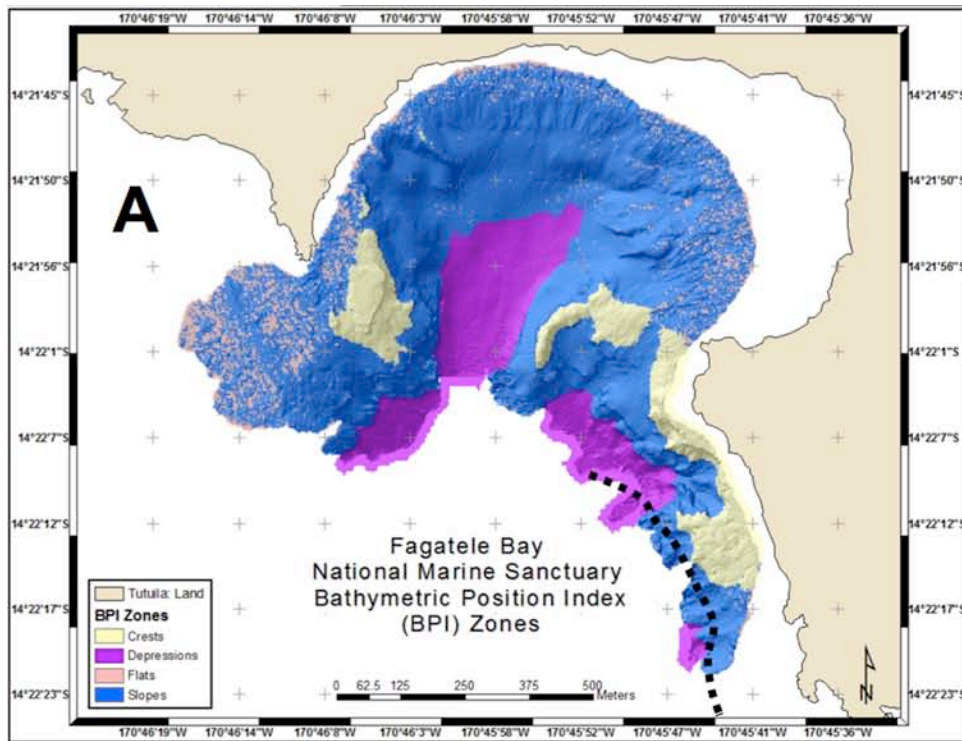 170°46'19"W 170°46'14"W 170°46'8"W 170°46'3"W 170°45'58"W 170°45'52"W 170°45'47"W 170°45'41"W 170°45'36"W
14°21'45"S 14°21'45"S
14°21'50"S 14°21'50"S
A
14°21'56"S 14°21'56"S
14°22'1"S 14°22'1"S
14°22'7"S 14°22'7"S
14°22'12"S 14°22'12"S
Fagatele Bay
National Marine Sanctuary
Bathymetric Position Index
(BPI) Zones
Tutuila: Land
BPI Zones
Crests
Depressions
Flats
Slopes
14°22'17"S 14°22'17"S
14°22'23"S 14°22'23"S
0 62.5 125 250 375 500
Meters
N
170°46'19"W 170°46'14"W 170°46'8"W 170°46'3"W 170°45'58"W 170°45'52"W 170°45'47"W 170°45'41"W 170°45'36"W